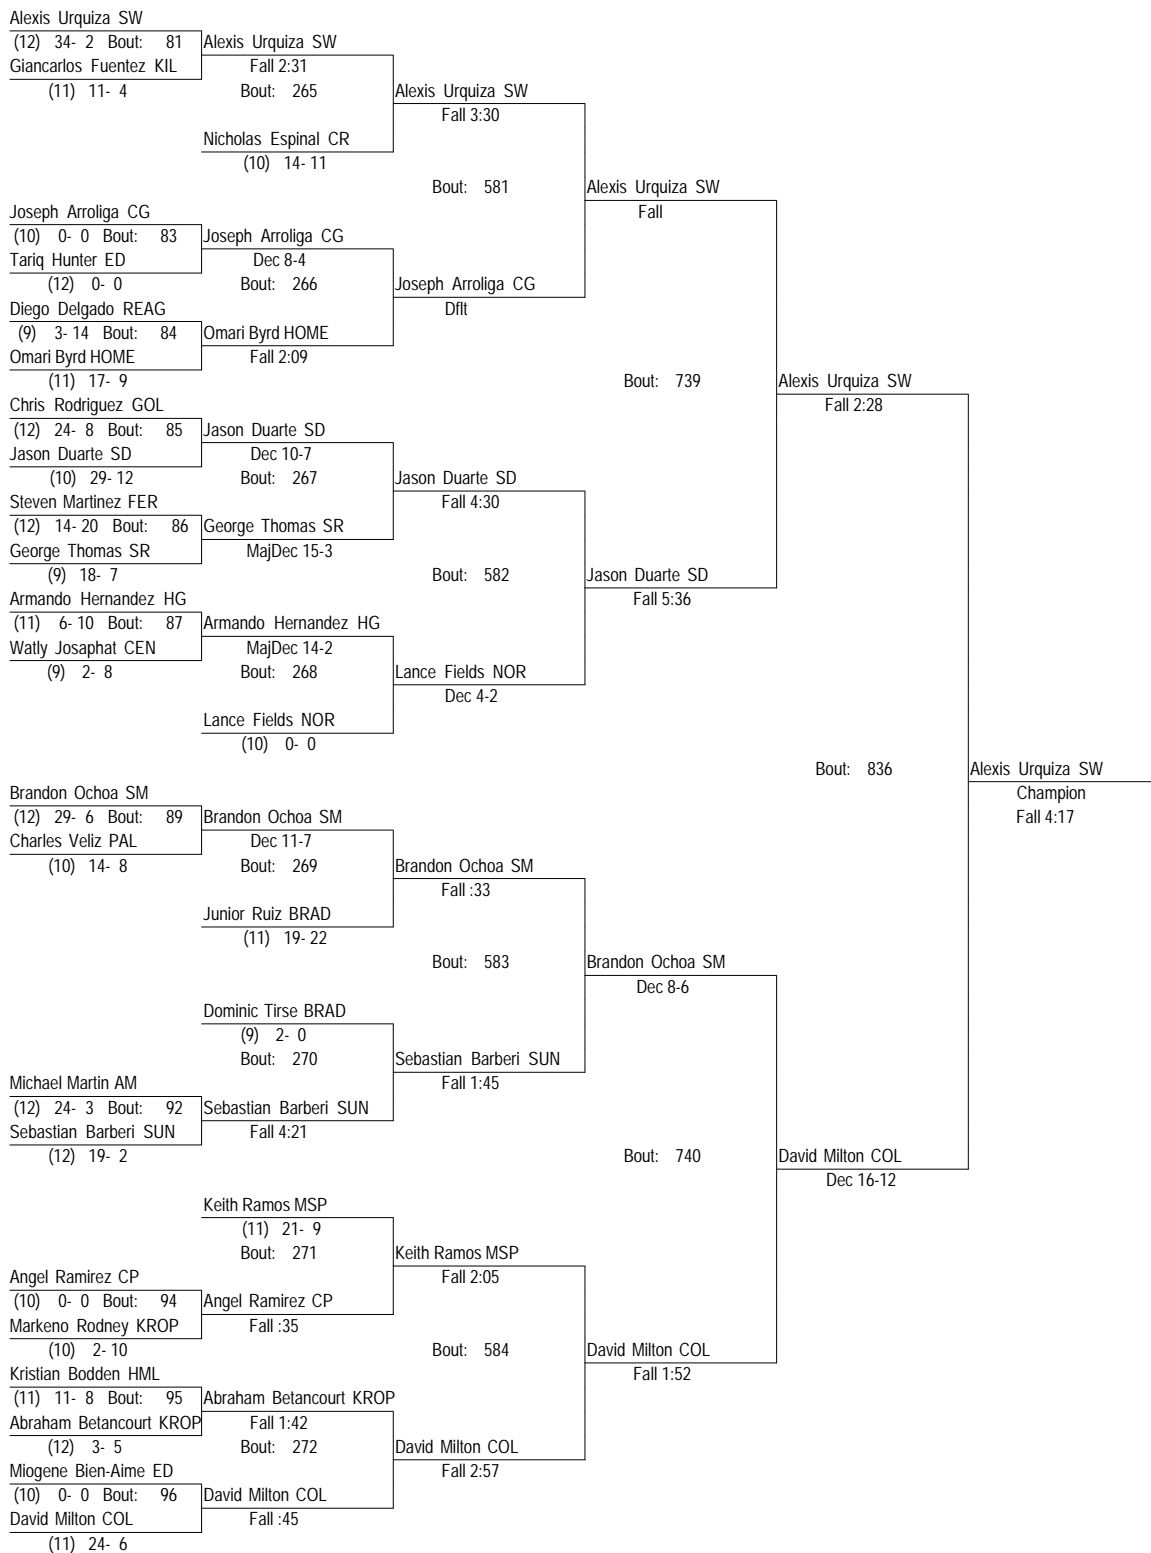 Alexis Urquiza SW
(12) 34- 2 Bout: 81
Alexis Urquiza SW
Giancarlos Fuentez KIL
Fall 2:31
(11) 11- 4
Bout: 265
Alexis Urquiza SW
Fall 3:30
Nicholas Espinal CR
(10) 14- 11
Bout: 581
Alexis Urquiza SW
Fall
Joseph Arroliga CG
(10) 0- 0 Bout: 83
Joseph Arroliga CG
Tariq Hunter ED
Dec 8-4
(12) 0- 0
Bout: 266
Joseph Arroliga CG
Dflt
Diego Delgado REAG
(9) 3- 14 Bout: 84
Omari Byrd HOME
Omari Byrd HOME
Fall 2:09
(11) 17- 9
Bout: 739
Alexis Urquiza SW
Fall 2:28
Chris Rodriguez GOL
(12) 24- 8 Bout: 85
Jason Duarte SD
Jason Duarte SD
Dec 10-7
(10) 29- 12
Bout: 267
Jason Duarte SD
Fall 4:30
Steven Martinez FER
(12) 14- 20 Bout: 86
George Thomas SR
George Thomas SR
MajDec 15-3
(9) 18- 7
Bout: 582
Jason Duarte SD
Fall 5:36
Armando Hernandez HG
(11) 6- 10 Bout: 87
Armando Hernandez HG
Watly Josaphat CEN
MajDec 14-2
(9) 2- 8
Bout: 268
Lance Fields NOR
Dec 4-2
Lance Fields NOR
(10) 0- 0
Bout: 836
Alexis Urquiza SW
Champion
Fall 4:17
Brandon Ochoa SM
(12) 29- 6 Bout: 89
Brandon Ochoa SM
Charles Veliz PAL
Dec 11-7
(10) 14- 8
Bout: 269
Brandon Ochoa SM
Fall :33
Junior Ruiz BRAD
(11) 19- 22
Bout: 583
Brandon Ochoa SM
Dec 8-6
Dominic Tirse BRAD
(9) 2- 0
Bout: 270
Sebastian Barberi SUN
Fall 1:45
Michael Martin AM
(12) 24- 3 Bout: 92
Sebastian Barberi SUN
Sebastian Barberi SUN
Fall 4:21
(12) 19- 2
Bout: 740
David Milton COL
Dec 16-12
Keith Ramos MSP
(11) 21- 9
Bout: 271
Keith Ramos MSP
Fall 2:05
Angel Ramirez CP
(10) 0- 0 Bout: 94
Angel Ramirez CP
Markeno Rodney KROP
Fall :35
(10) 2- 10
Bout: 584
David Milton COL
Fall 1:52
Kristian Bodden HML
(11) 11- 8 Bout: 95
Abraham Betancourt KROP
Abraham Betancourt KROP
Fall 1:42
(12) 3- 5
Bout: 272
David Milton COL
Fall 2:57
Miogene Bien-Aime ED
(10) 0- 0 Bout: 96
David Milton COL
David Milton COL
Fall :45
(11) 24- 6